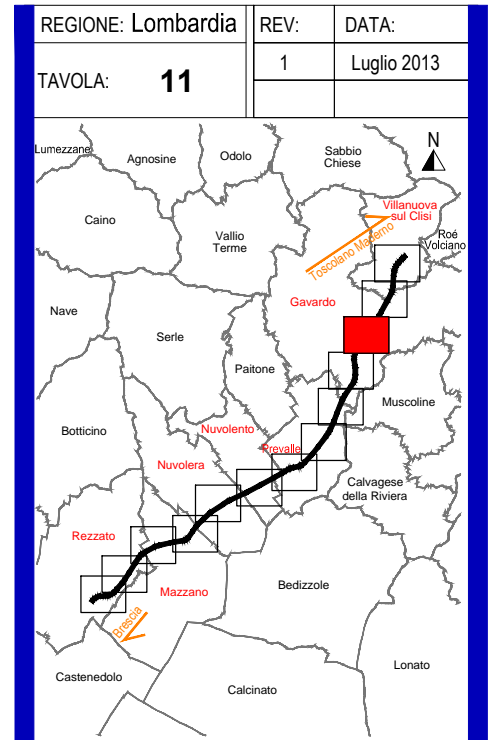 REGIONE: Lombardia
REV:
DATA:
TAVOLA: 11
1
Luglio 2013
Lumezzane
Agnosine
Odolo
Sabbio
Chiese
N
Caino
Vallio
Terme
Villanuova
sul Clisi
Roé
Volciano
Toscolano Maderno
Nave
Gavardo
Serle
Paitone
Muscoline
Botticino
Nuvolento
Prevalle
Nuvolera
Calvagese
della Riviera
Rezzato
Mazzano
Bedizzole
Brescia
Castenedolo
Calcinato
Lonato